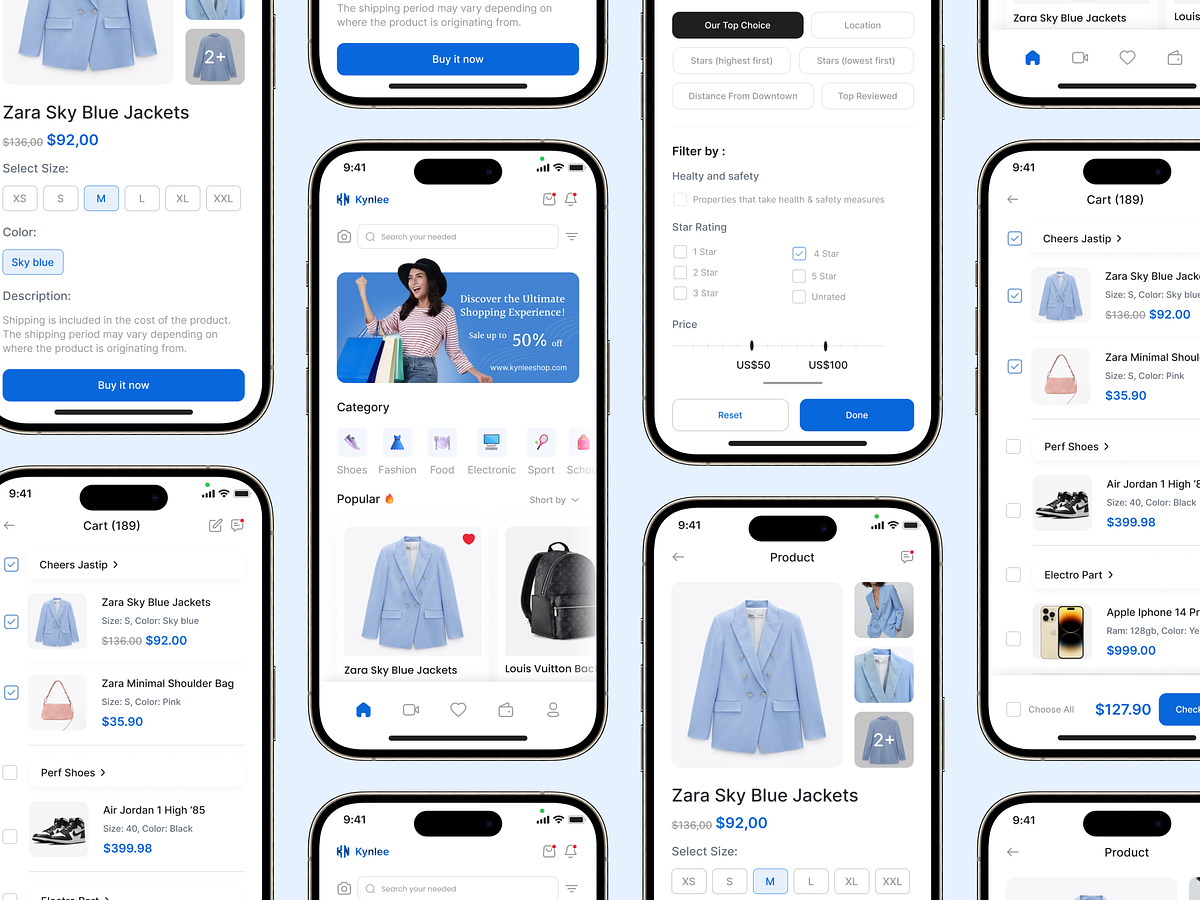 2+
Zara Sky Blue Jackets
$136,00 $92,00
Select Size:
XS S M L XL XXL
Color:
Sky blue
Description:
Shipping is included in the cost of the product.
The shipping period may vary depending on
where the product is originating from.
Buy it now
9:41
Cart (189)
Cheers Jastip
Zara Sky Blue Jackets
Size: S, Color: Sky blue
$136.00 $92.00
Zara Minimal Shoulder Bag
Size: S, Color: Pink
$35.90
Perf Shoes
Air Jordan 1 High ‘85
Size: 40, Color: Black
$399.98
Electro Part
The shipping period may vary depending on
where the product is originating from.
Buy it now
9:41
Kynlee
Search your needed
Discover the Ultimate
Shopping Experience!
Sale up to 50% off
www.kynleeshop.com
Category
Shoes Fashion Food Electronic Sport Schoo
Popular
Short by
Zara Sky Blue Jackets
Louis Vuitton Bac
9:41
Kynlee
Search your needed
Our Top Choice
Location
Stars (highest first)
Stars (lowest first)
Distance From Downtown
Top Reviewed
Filter by :
Healty and safety
Properties that take health & safety measures
Star Rating
1 Star
4 Star
2 Star
5 Star
3 Star
Unrated
Price
US$50
US$100
Reset
Done
9:41
Product
2+
Zara Sky Blue Jackets
$136,00 $92,00
Select Size:
XS S M L XL XXL
Zara Sky Blue Jackets
Louis
9:41
Cart (189)
Cheers Jastip
Zara Sky Blue Jacke
Size: S, Color: Sky blue
$136.00 $92.00
Zara Minimal Shoul
Size: S, Color: Pink
$35.90
Perf Shoes
Air Jordan 1 High ‘8
Size: 40, Color: Black
$399.98
Electro Part
Apple Iphone 14 Pr
Ram: 128gb, Color: Ye
$999.00
Choose All
$127.90
Check
9:41
Product